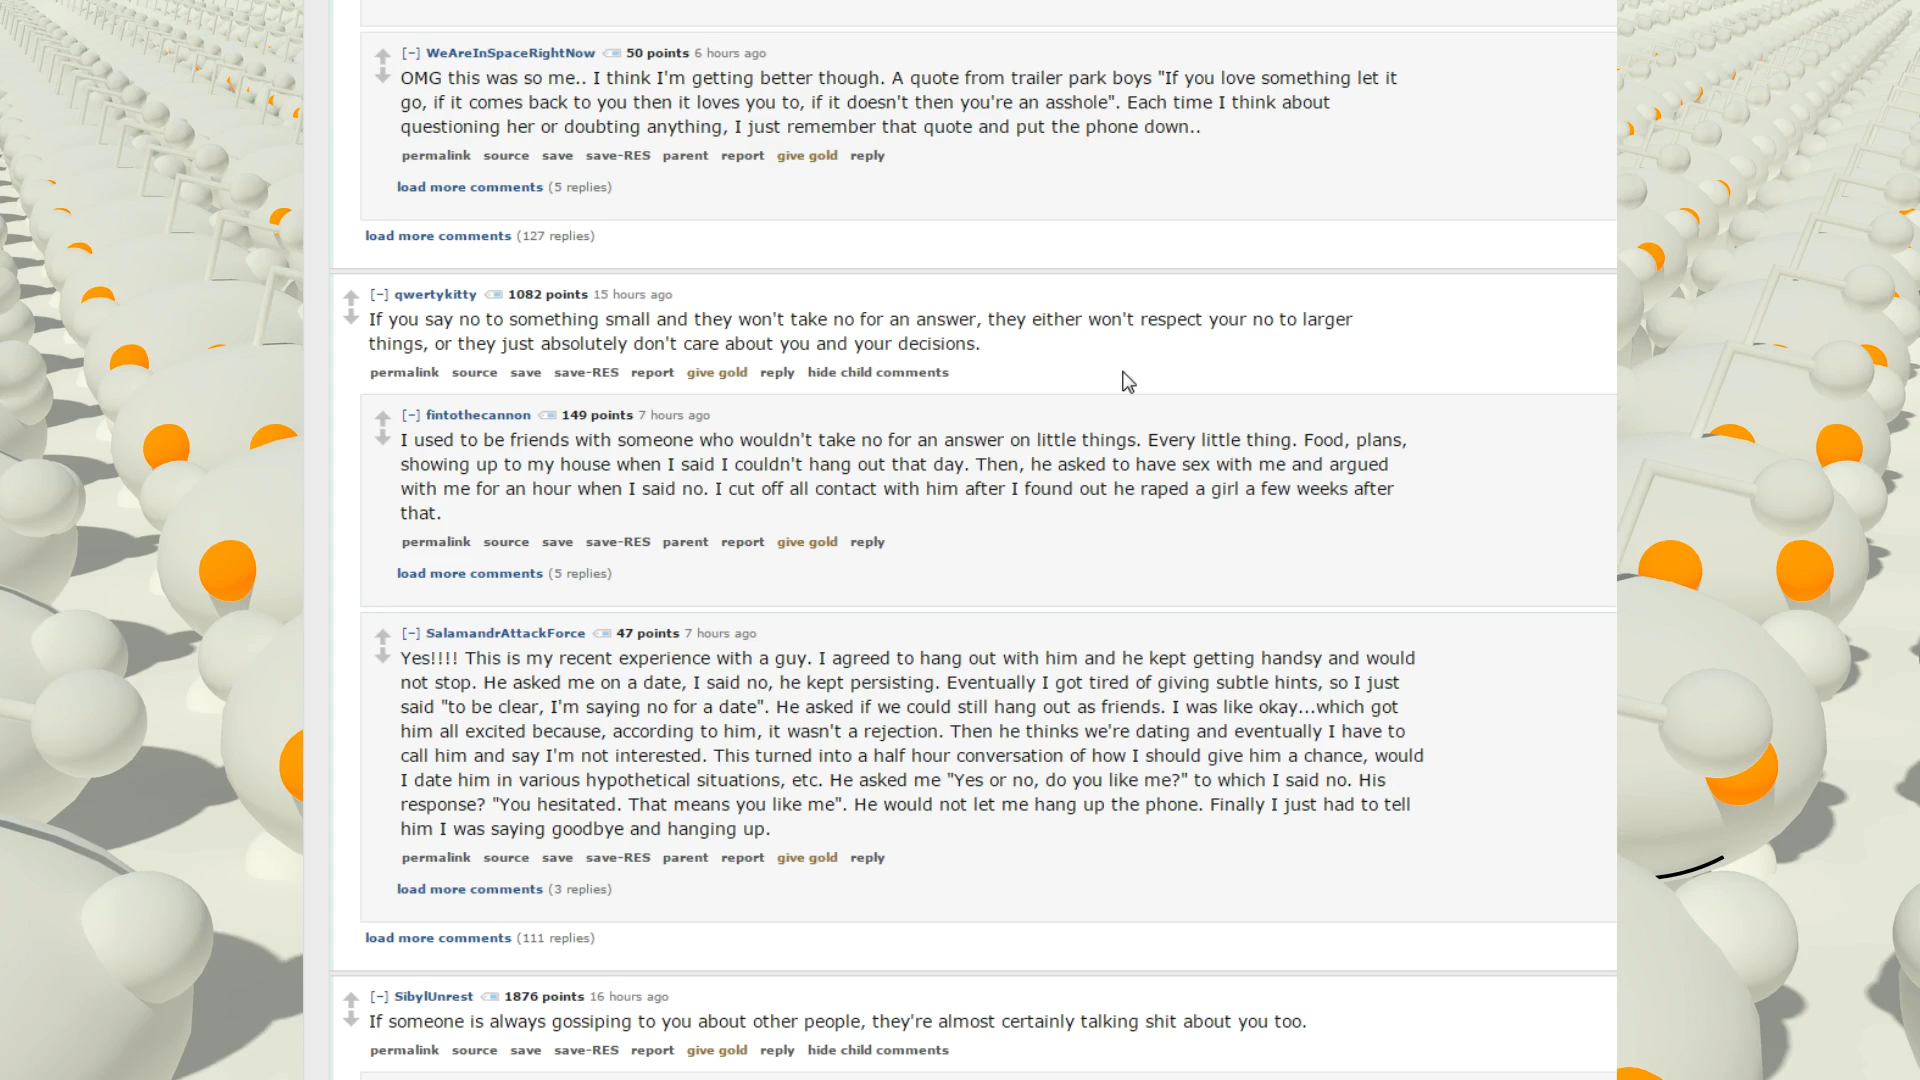 [-] WeAreInSpaceRightNow 50 points 6 hours ago
OMG this was so me.. I think I'm getting better though. A quote from trailer park boys "If you love something let it
go, if it comes back to you then it loves you to, if it doesn't then you're an asshole". Each time I think about
questioning her or doubting anything, I just remember that quote and put the phone down..
permalink source save save-RES parent report give gold reply
load more comments (5 replies)
load more comments (127 replies)
[-] qwertykitty 1082 points 15 hours ago
If you say no to something small and they won't take no for an answer, they either won't respect your no to larger
things, or they just absolutely don't care about you and your decisions.
permalink source save save-RES report give gold reply hide child comments
[-] fintothecannon 149 points 7 hours ago
I used to be friends with someone who wouldn't take no for an answer on little things. Every little thing. Food, plans,
showing up to my house when I said I couldn't hang out that day. Then, he asked to have sex with me and argued
with me for an hour when I said no. I cut off all contact with him after I found out he raped a girl a few weeks after
that.
permalink source save save-RES parent report give gold reply
load more comments (5 replies)
[-] SalamandrAttackForce 47 points 7 hours ago
Yes!!!! This is my recent experience with a guy. I agreed to hang out with him and he kept getting handsy and would
not stop. He asked me on a date, I said no, he kept persisting. Eventually I got tired of giving subtle hints, so I just
said "to be clear, I'm saying no for a date". He asked if we could still hang out as friends. I was like okay...which got
him all excited because, according to him, it wasn't a rejection. Then he thinks we're dating and eventually I have to
call him and say I'm not interested. This turned into a half hour conversation of how I should give him a chance, would
I date him in various hypothetical situations, etc. He asked me "Yes or no, do you like me?" to which I said no. His
response? "You hesitated. That means you like me". He would not let me hang up the phone. Finally I just had to tell
him I was saying goodbye and hanging up.
permalink source save save-RES parent report give gold reply
load more comments (3 replies)
load more comments (111 replies)
[-] SibylUnrest 1876 points 16 hours ago
If someone is always gossiping to you about other people, they're almost certainly talking shit about you too.
permalink source save save-RES report give gold reply hide child comments